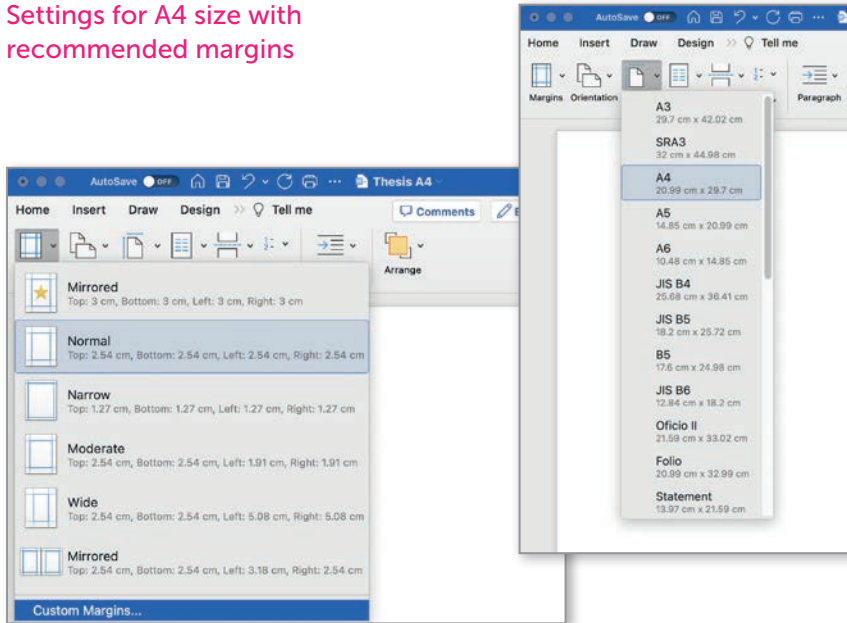 Settings for A4 size with
recommended margins
AutoSave OFF
Home Insert Draw Design Tell me
Margins Orientation Paragraph
A3
29.7 cm x 42.02 cm
SRA3
32 cm x 44.98 cm
A4
20.99 cm x 29.7 cm
A5
14.85 cm x 20.99 cm
A6
10.48 cm x 14.85 cm
JIS B4
25.68 cm x 36.41 cm
JIS B5
18.2 cm x 25.72 cm
B5
17.6 cm x 24.98 cm
JIS B6
12.84 cm x 18.2 cm
Oficio II
21.59 cm x 33.02 cm
Folio
20.99 cm x 32.99 cm
Statement
13.97 cm x 21.59 cm
AutoSave OFF Thesis A4
Home Insert Draw Design Tell me Comments
Arrange
Mirrored
Top: 3 cm, Bottom: 3 cm, Left: 3 cm, Right: 3 cm
Normal
Top: 2.54 cm, Bottom: 2.54 cm, Left: 2.54 cm, Right: 2.54 cm
Narrow
Top: 1.27 cm, Bottom: 1.27 cm, Left: 1.27 cm, Right: 1.27 cm
Moderate
Top: 2.54 cm, Bottom: 2.54 cm, Left: 1.91 cm, Right: 1.91 cm
Wide
Top: 2.54 cm, Bottom: 2.54 cm, Left: 5.08 cm, Right: 5.08 cm
Mirrored
Top: 2.54 cm, Bottom: 2.54 cm, Left: 3.18 cm, Right: 2.54 cm
Custom Margins...